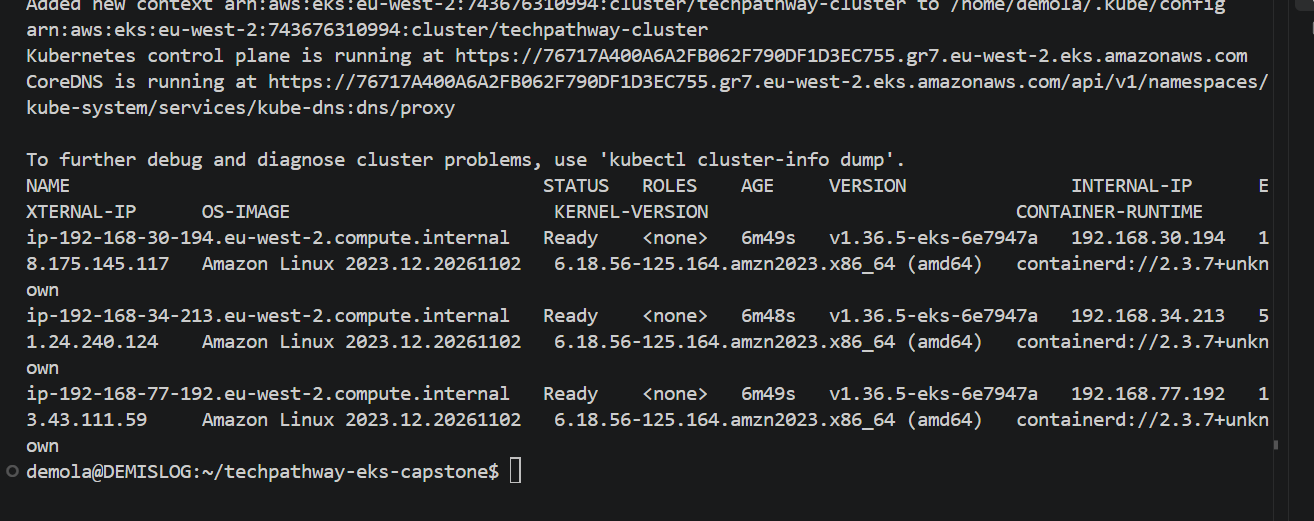 Added new context arn:aws:eks:eu-west-2:743676310994:cluster/techpathway-cluster to /home/demola/.kube/config
arn:aws:eks:eu-west-2:743676310994:cluster/techpathway-cluster
Kubernetes control plane is running at https://76717A400A6A2FB062F790DF1D3EC755.gr7.eu-west-2.eks.amazonaws.com
CoreDNS is running at https://76717A400A6A2FB062F790DF1D3EC755.gr7.eu-west-2.eks.amazonaws.com/api/v1/namespaces/
kube-system/services/kube-dns:dns/proxy
To further debug and diagnose cluster problems, use 'kubectl cluster-info dump'.
NAME STATUS ROLES AGE VERSION INTERNAL-IP E
XTERNAL-IP OS-IMAGE KERNEL-VERSION CONTAINER-RUNTIME
ip-192-168-30-194.eu-west-2.compute.internal Ready <none> 6m49s v1.36.5-eks-6e7947a 192.168.30.194 1
8.175.145.117 Amazon Linux 2023.12.20261102 6.18.56-125.164.amzn2023.x86_64 (amd64) containerd://2.3.7+unkn
own
ip-192-168-34-213.eu-west-2.compute.internal Ready <none> 6m48s v1.36.5-eks-6e7947a 192.168.34.213 5
1.24.240.124 Amazon Linux 2023.12.20261102 6.18.56-125.164.amzn2023.x86_64 (amd64) containerd://2.3.7+unkn
own
ip-192-168-77-192.eu-west-2.compute.internal Ready <none> 6m49s v1.36.5-eks-6e7947a 192.168.77.192 1
3.43.111.59 Amazon Linux 2023.12.20261102 6.18.56-125.164.amzn2023.x86_64 (amd64) containerd://2.3.7+unkn
own
demola@DEMISLOG:~/techpathway-eks-capstone$